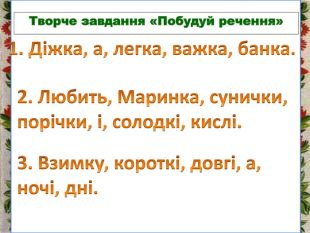 Творче завдання «Побудуй речення»
1. Діжка, а, легка, важка, банка.
2. Любить, Маринка, сунички,
порічки, і, солодкі, кислі.
3. Взимку, короткі, довгі, а,
ночі, дні.